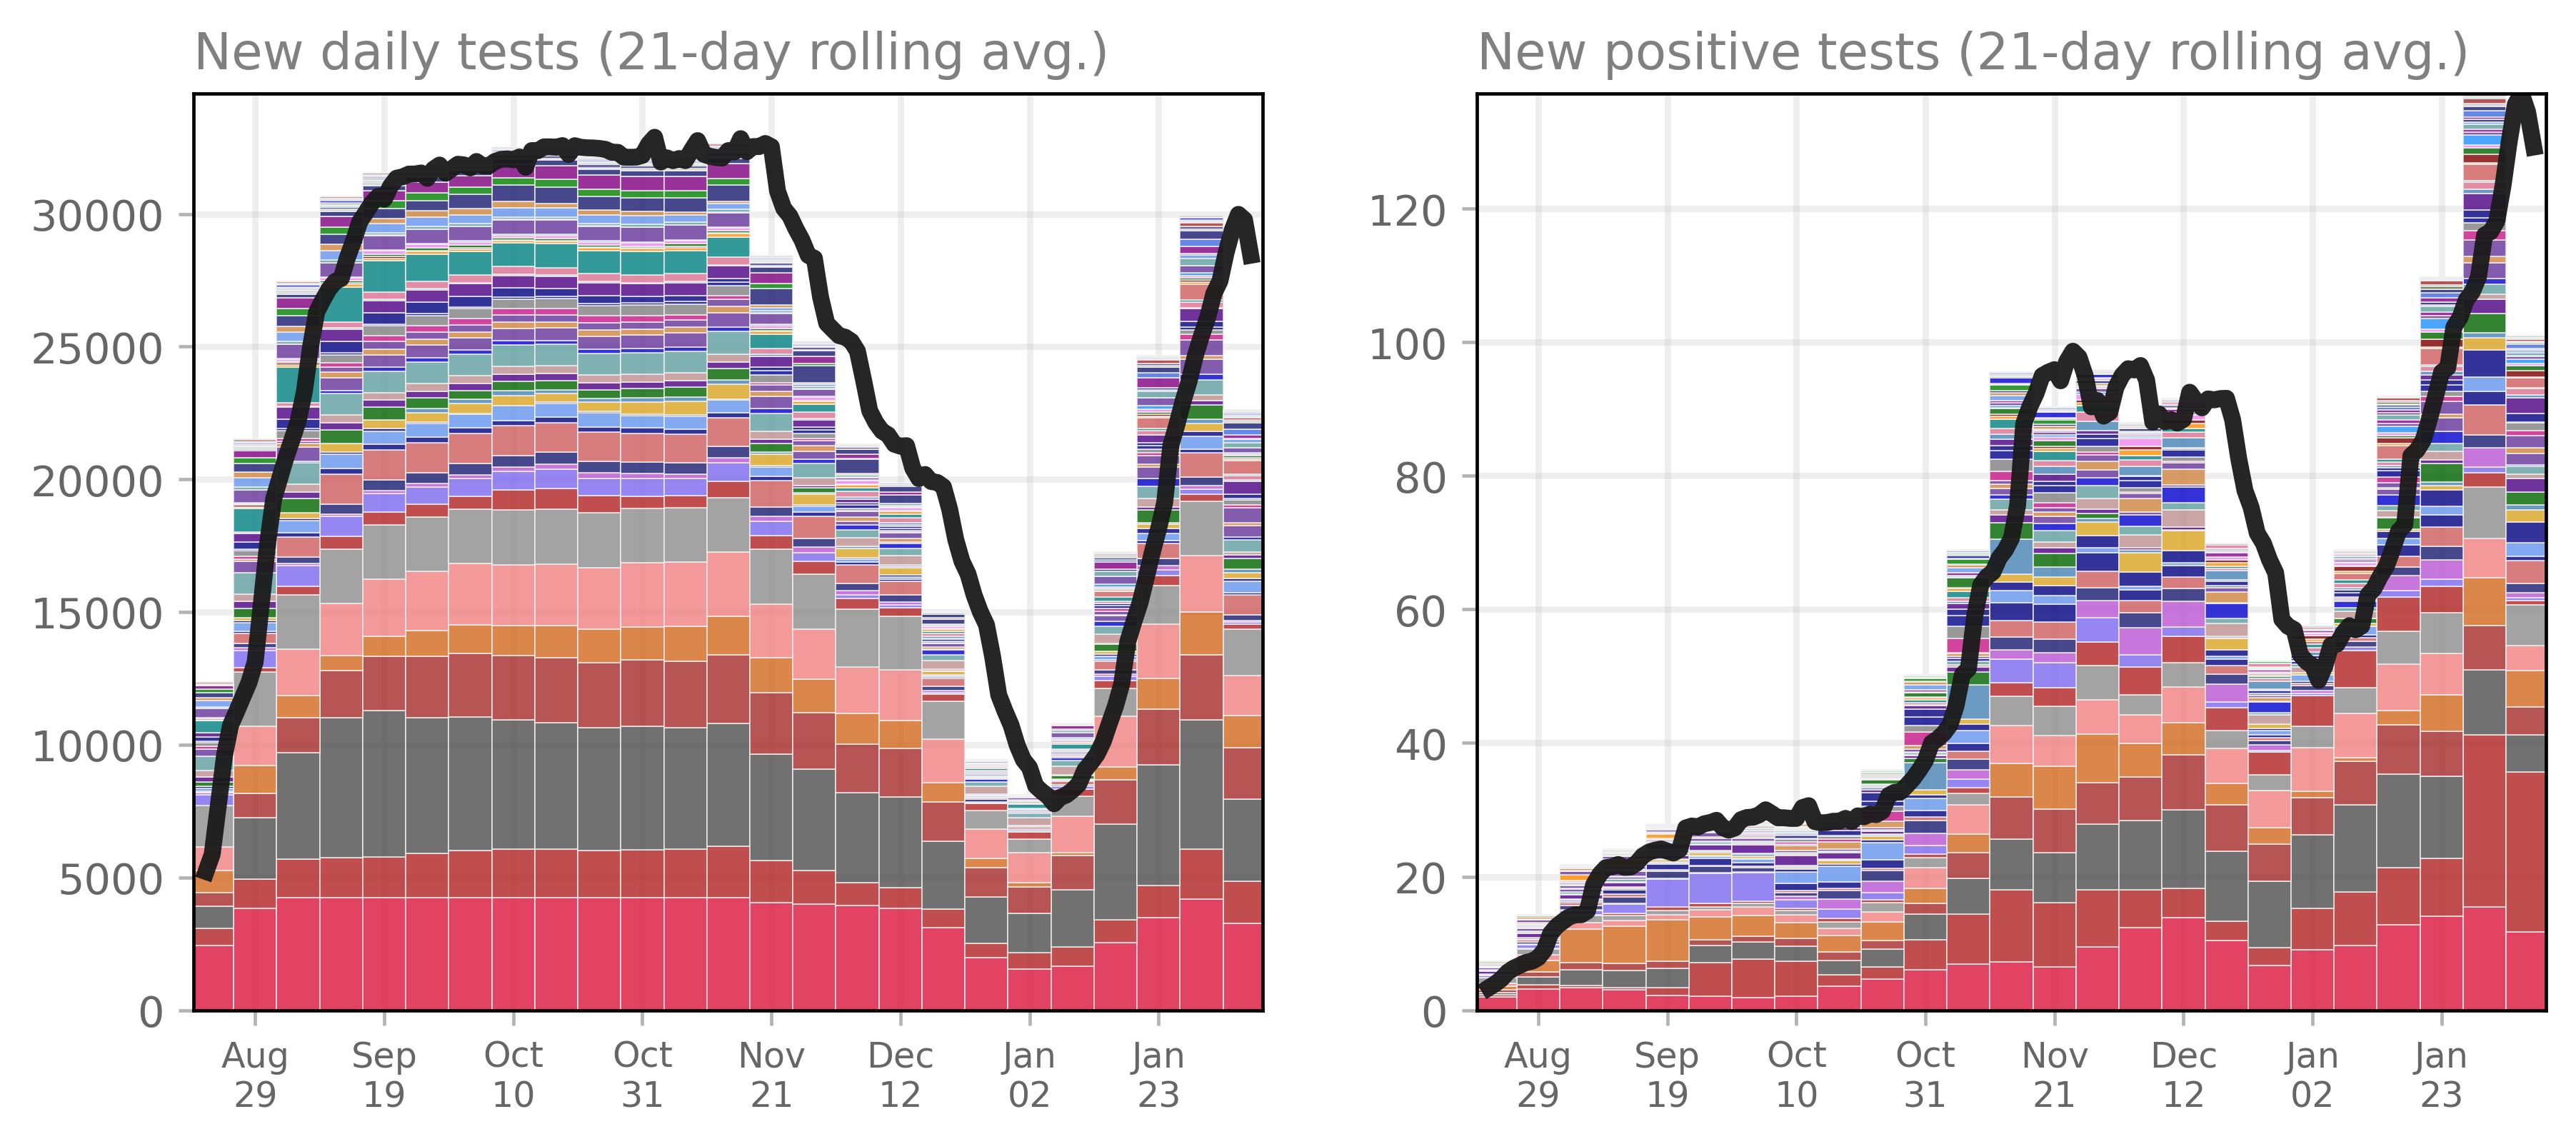 New daily tests (21-day rolling avg.)
30000
25000
20000
15000
10000
5000
0
Aug Sep Oct Oct Nov Dec Jan Jan
29 19 10 31 21 12 02 23
New positive tests (21-day rolling avg.)
120
100
80
60
40
20
0
Aug Sep Oct Oct Nov Dec Jan Jan
29 19 10 31 21 12 02 23